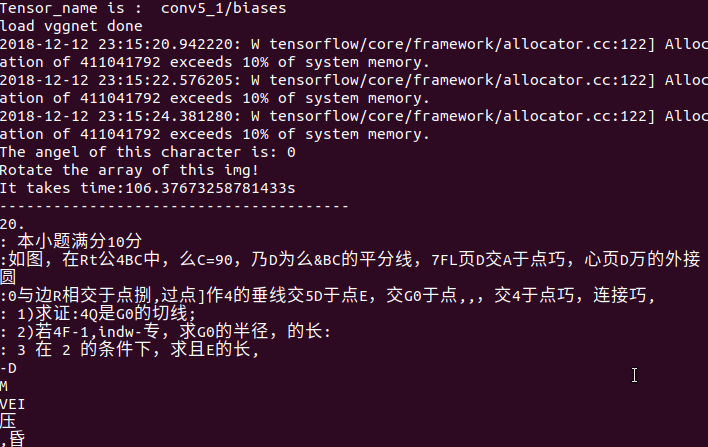 Tensor_name is :  conv5_1/biases
load vggnet done
2018-12-12 23:15:20.942220: W tensorflow/core/framework/allocator.cc:122] Alloc
ation of 411041792 exceeds 10% of system memory.
2018-12-12 23:15:22.576205: W tensorflow/core/framework/allocator.cc:122] Alloc
ation of 411041792 exceeds 10% of system memory.
2018-12-12 23:15:24.381280: W tensorflow/core/framework/allocator.cc:122] Alloc
ation of 411041792 exceeds 10% of system memory.
The angel of this character is: 0
Rotate the array of this img!
It takes time:106.37673258781433s
---------------------------------------
20.
: 本小题满分10分
:如图，在Rt公4BC中，么C=90，乃D为么&BC的平分线，7FL页D交A于点巧，心页D万的外接
圆
:0与边R相交于点捌,过点]作4的垂线交5D于点E，交G0于点,,，交4于点巧，连接巧,
: 1)求证:4Q是G0的切线;
: 2)若4F-1,indw-专，求G0的半径，的长:
: 3 在 2 的条件下，求且E的长,
-D
M
VEI
压
,昏